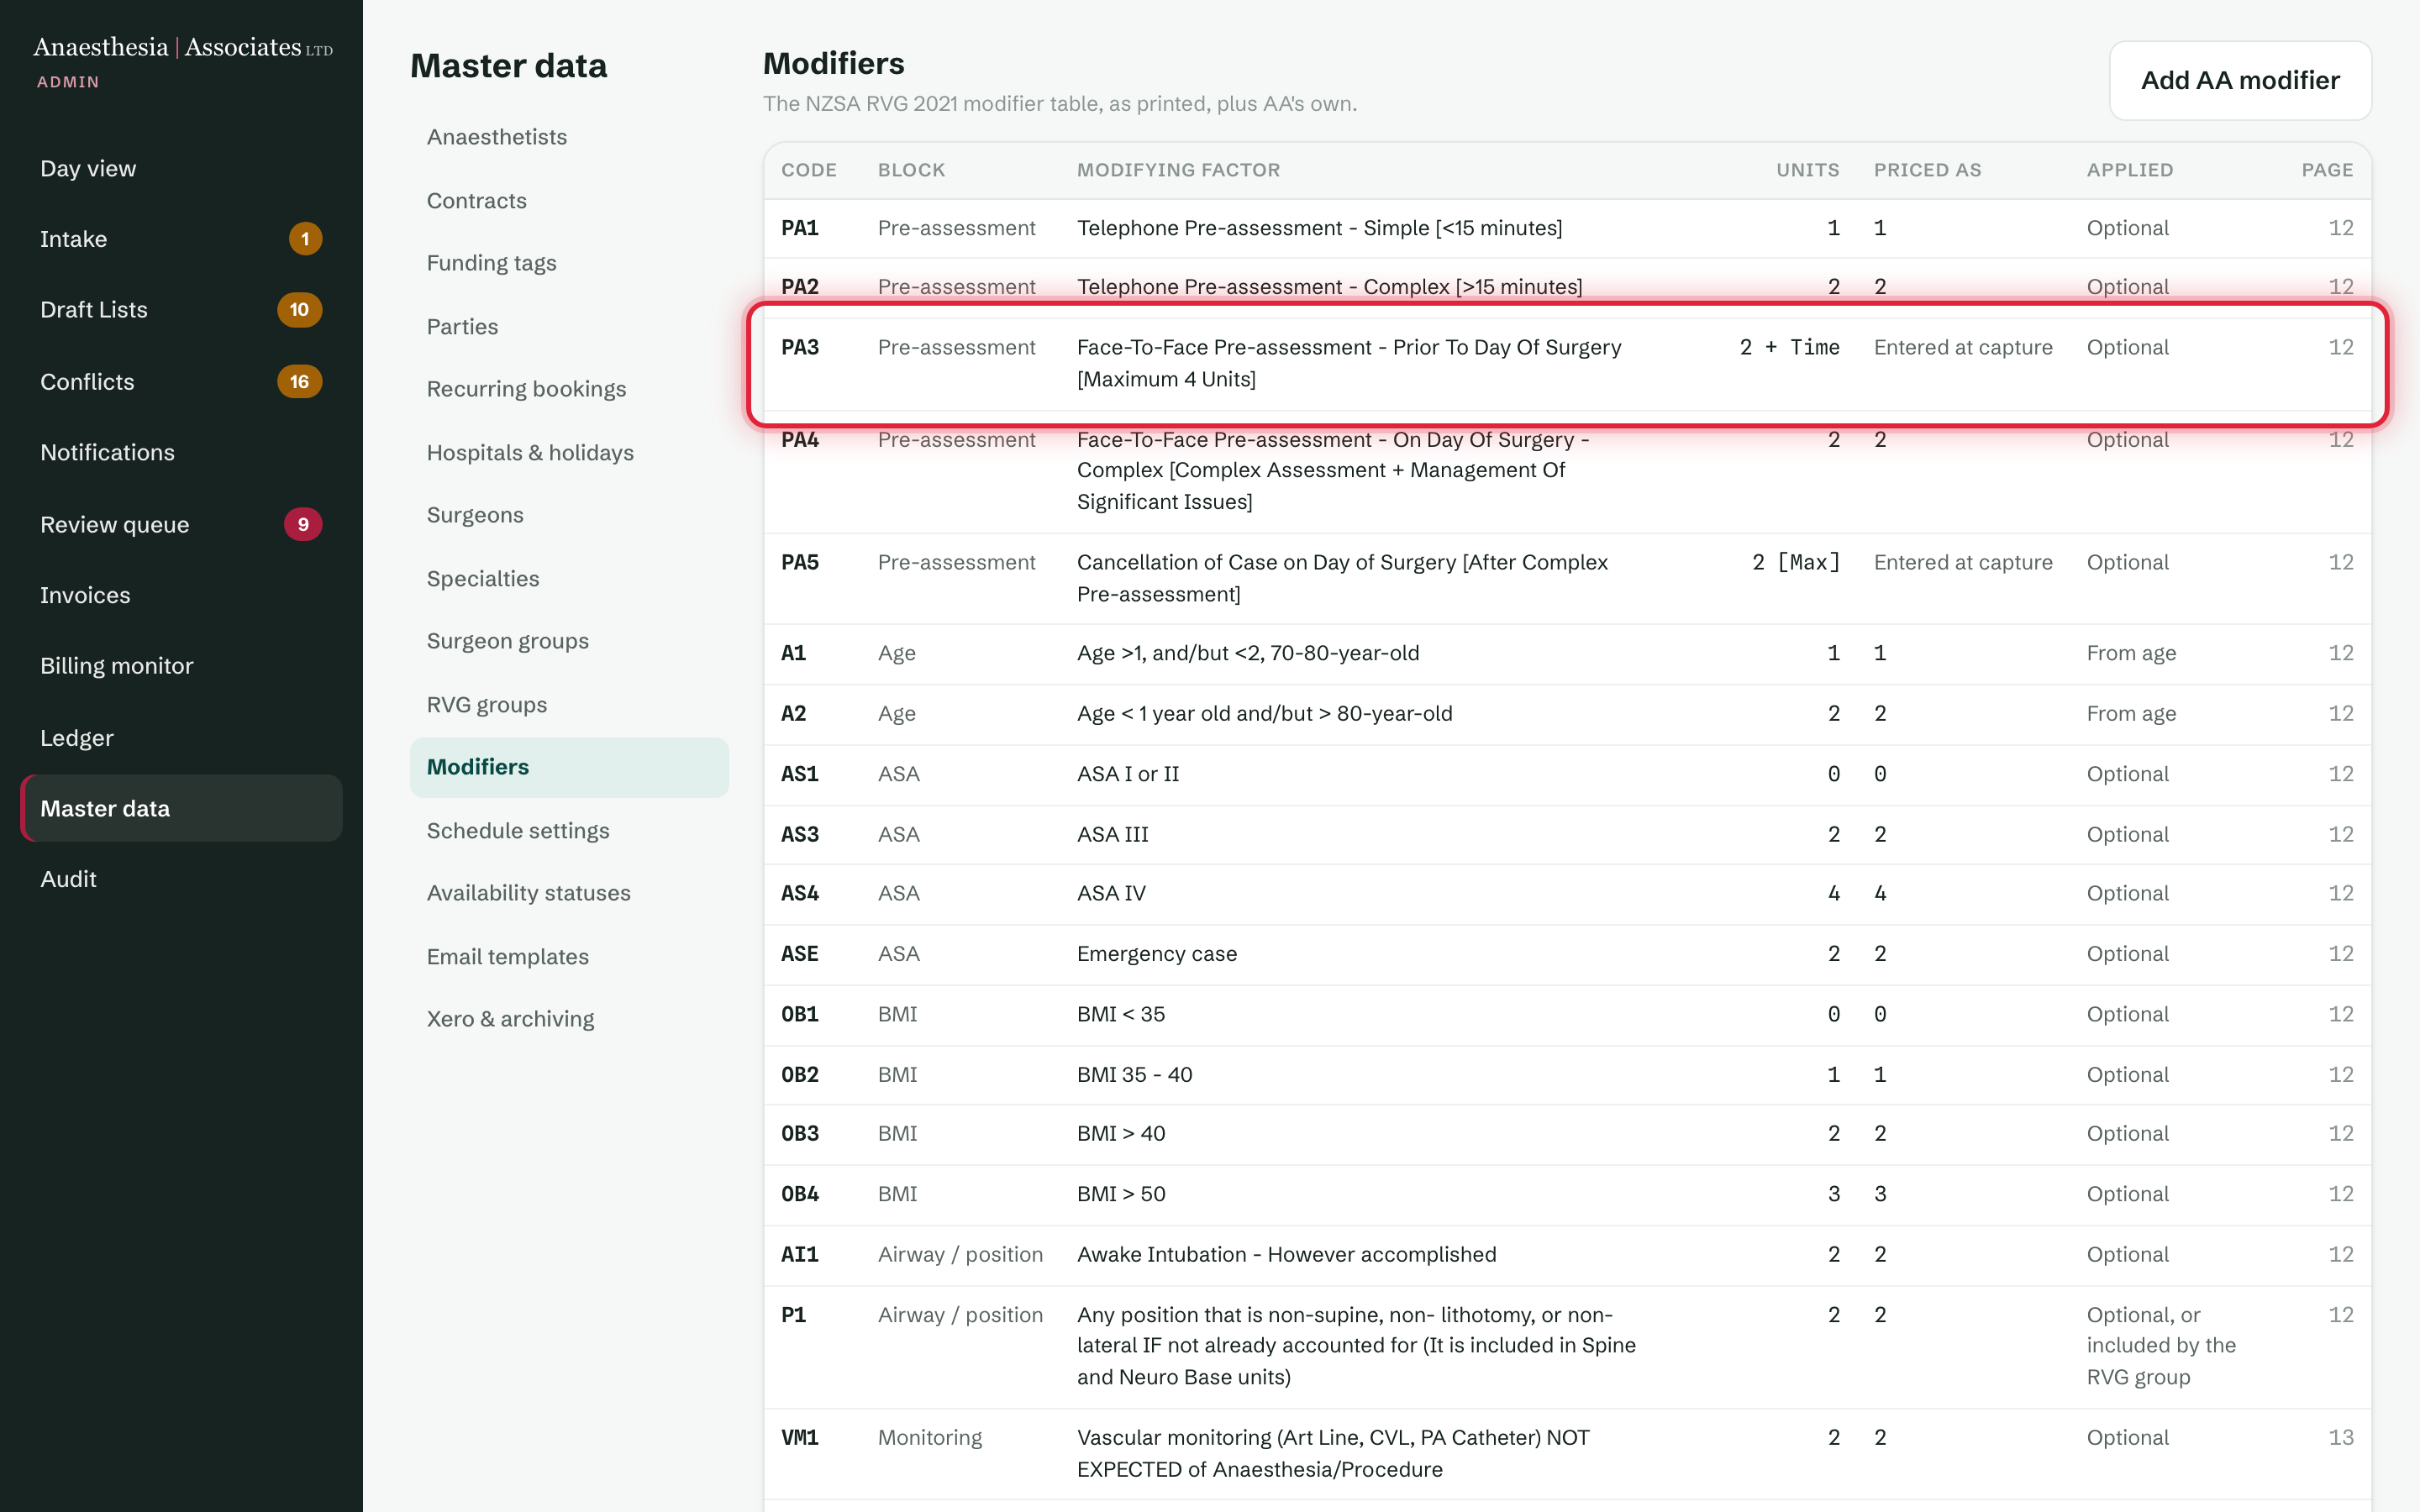 Anaesthesia | Associates LTD
ADMIN
Day view
Intake 1
Draft Lists 10
Conflicts 16
Notifications
Review queue 9
Invoices
Billing monitor
Ledger
Master data
Audit
Master data
Anaesthetists
Contracts
Funding tags
Parties
Recurring bookings
Hospitals & holidays
Surgeons
Specialties
Surgeon groups
RVG groups
Modifiers
Schedule settings
Availability statuses
Email templates
Xero & archiving
Modifiers
The NZSA RVG 2021 modifier table, as printed, plus AA's own.
Add AA modifier
CODE BLOCK MODIFYING FACTOR UNITS PRICED AS APPLIED PAGE
PA1 Pre-assessment Telephone Pre-assessment - Simple [<15 minutes] 1 1 Optional 12
PA2 Pre-assessment Telephone Pre-assessment - Complex [>15 minutes] 2 2 Optional 12
PA3 Pre-assessment Face-To-Face Pre-assessment - Prior To Day Of Surgery 2 + Time Entered at capture Optional 12
[Maximum 4 Units]
PA4 Pre-assessment Face-To-Face Pre-assessment - On Day Of Surgery - 2 2 Optional 12
Complex [Complex Assessment + Management Of
Significant Issues]
PA5 Pre-assessment Cancellation of Case on Day of Surgery [After Complex 2 [Max] Entered at capture Optional 12
Pre-assessment]
A1 Age Age >1, and/but <2, 70-80-year-old 1 1 From age 12
A2 Age Age < 1 year old and/but > 80-year-old 2 2 From age 12
AS1 ASA ASA I or II 0 0 Optional 12
AS3 ASA ASA III 2 2 Optional 12
AS4 ASA ASA IV 4 4 Optional 12
ASE ASA Emergency case 2 2 Optional 12
OB1 BMI BMI < 35 0 0 Optional 12
OB2 BMI BMI 35 - 40 1 1 Optional 12
OB3 BMI BMI > 40 2 2 Optional 12
OB4 BMI BMI > 50 3 3 Optional 12
AI1 Airway / position Awake Intubation - However accomplished 2 2 Optional 12
P1 Airway / position Any position that is non-supine, non- lithotomy, or non- 2 2 Optional, or 12
lateral IF not already accounted for (It is included in Spine included by the
and Neuro Base units) RVG group
VM1 Monitoring Vascular monitoring (Art Line, CVL, PA Catheter) NOT 2 2 Optional 13
EXPECTED of Anaesthesia/Procedure